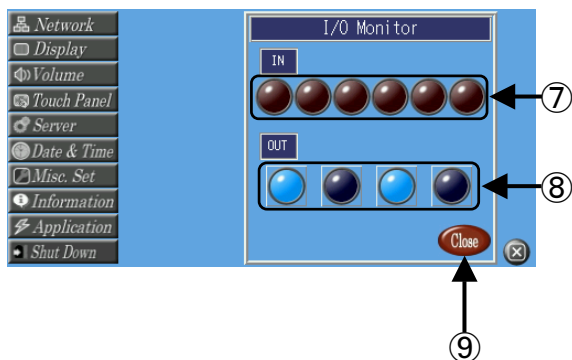 Network
Display
Volume
Touch Panel
Server
Date & Time
Misc. Set
Information
Application
Shut Down
I/O Monitor
IN
⑦
OUT
⑧
Close
⑨